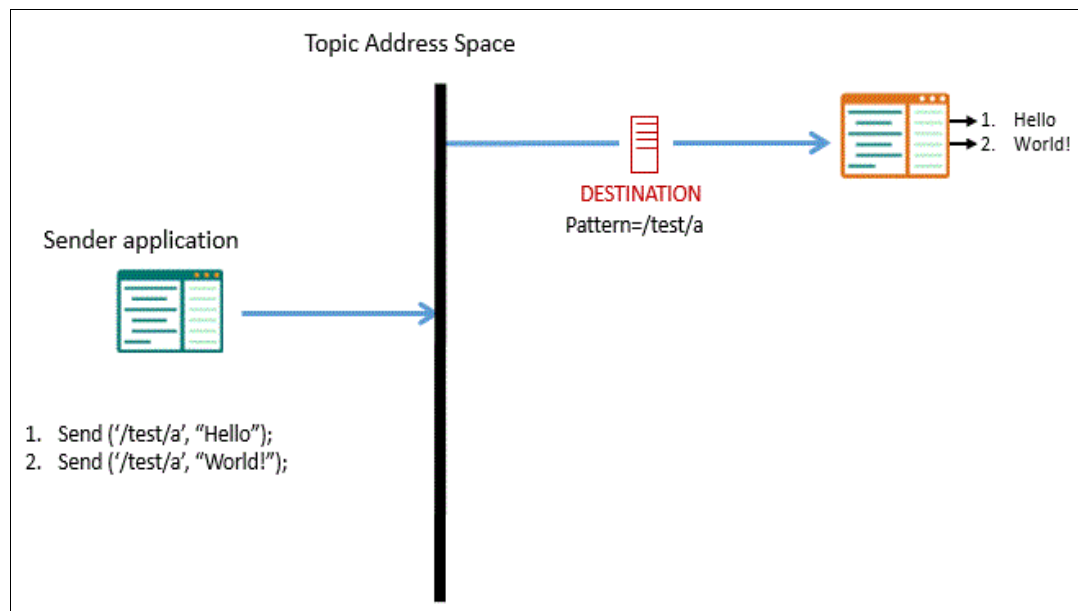 Topic Address Space
1. Hello
2. World!
DESTINATION
Pattern=/test/a
Sender application
1. Send (‘/test/a’, “Hello”);
2. Send (‘/test/a’, “World!”);